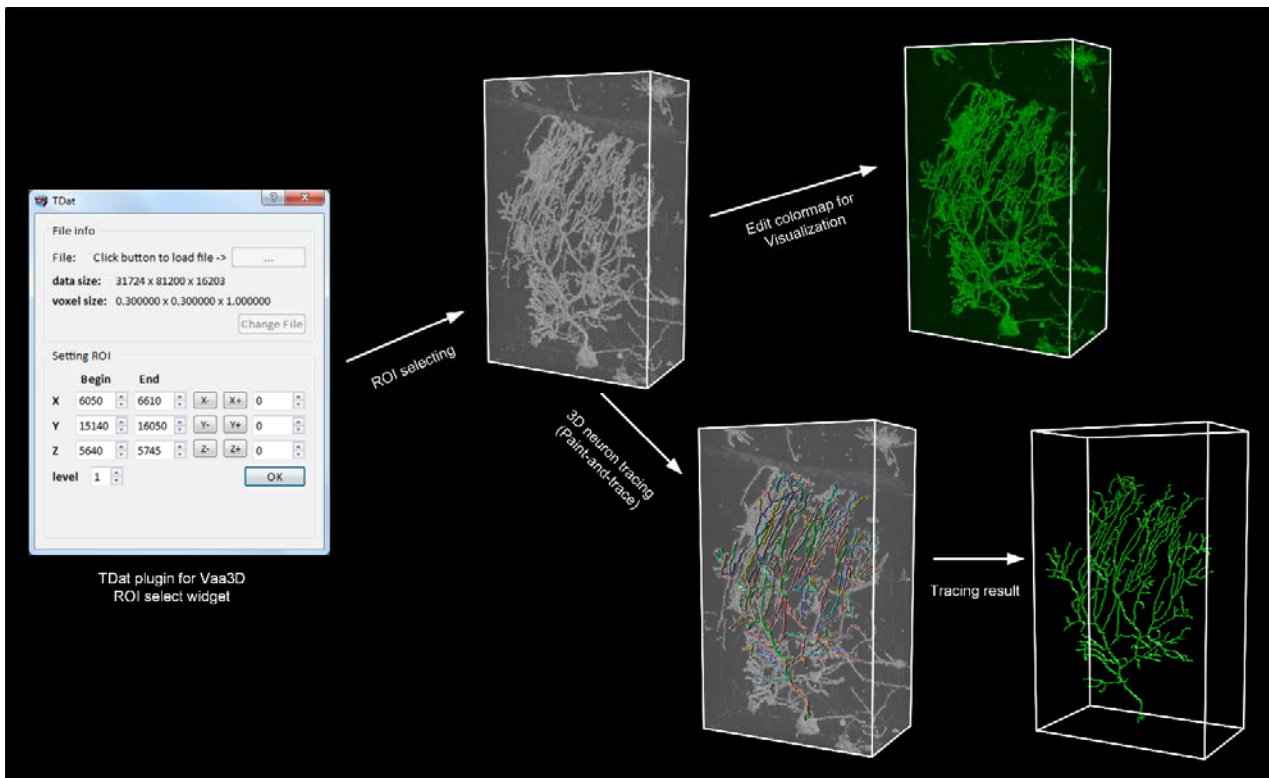 TDat
File info
File: Click button to load file -> ...
data size: 31724 x 81200 x 16203
voxel size: 0.300000 x 0.300000 x 1.000000
Change File
Setting ROI
Begin End
X 6050 6610 X- X+ 0
Y 15140 16050 Y- Y+ 0
Z 5640 5745 Z- Z+ 0
level 1 OK
TDat plugin for Vaa3D
ROI select widget
ROI selecting
Edit colormap for
Visualization
3D neuron tracing
(Paint-and-trace)
Tracing result